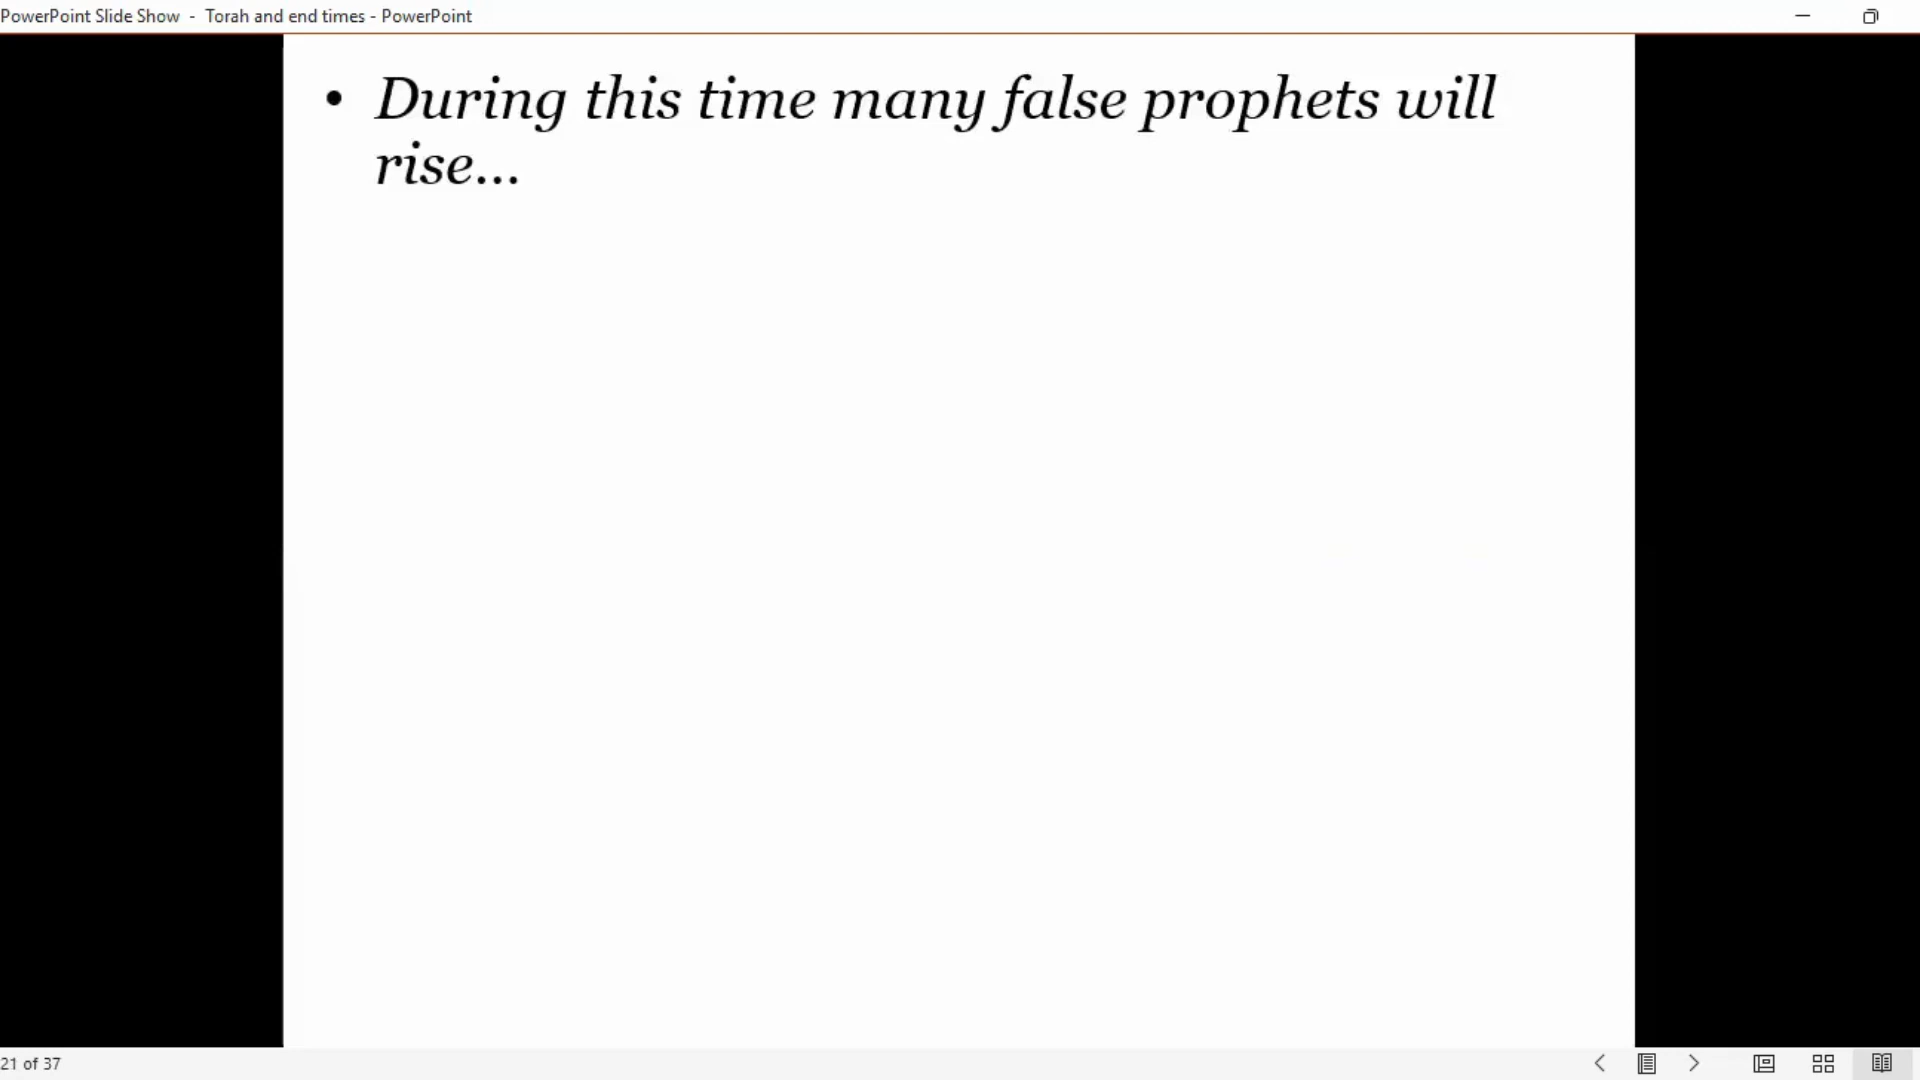 PowerPoint Slide Show - Torah and end times - PowerPoint
• During this time many false prophets will
rise...
21 of 37